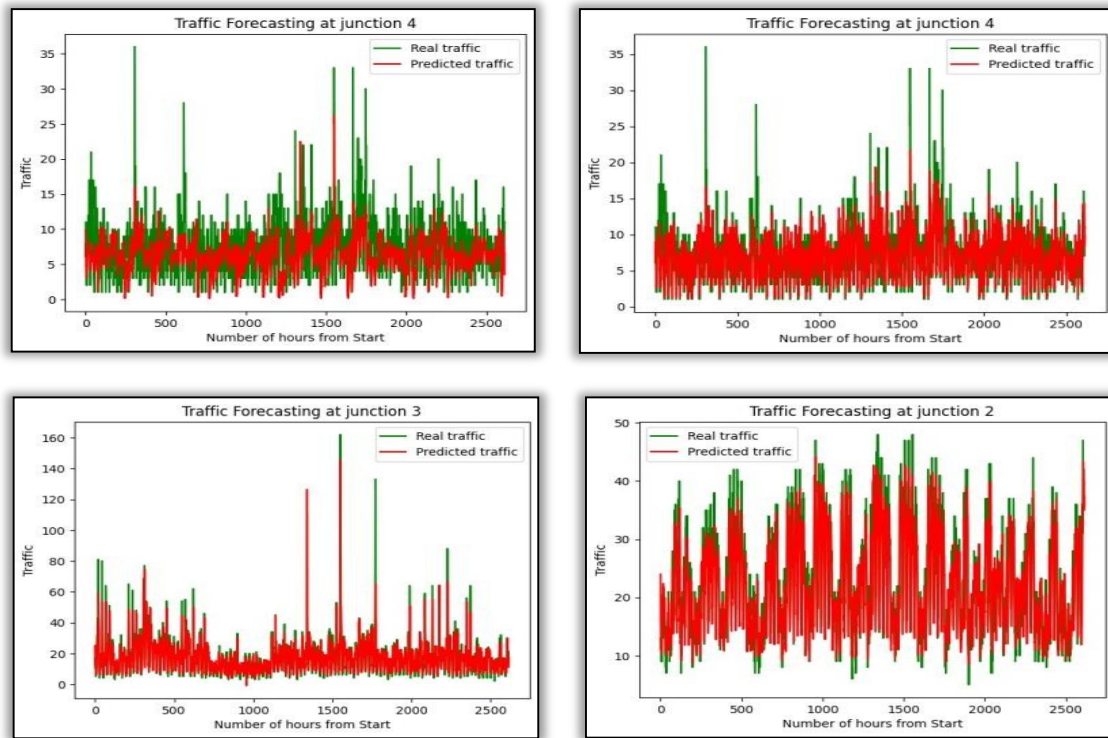 Traffic Forecasting at junction 4
Real traffic
Predicted traffic
Traffic
35
30
25
20
15
10
5
0
0 500 1000 1500 2000 2500
Number of hours from Start
Traffic Forecasting at junction 4
Real traffic
Predicted traffic
Traffic
35
30
25
20
15
10
5
0
0 500 1000 1500 2000 2500
Number of hours from Start
Traffic Forecasting at junction 3
Real traffic
Predicted traffic
Traffic
160
140
120
100
80
60
40
20
0
0 500 1000 1500 2000 2500
Number of hours from Start
Traffic Forecasting at junction 2
Real traffic
Predicted traffic
Traffic
50
40
30
20
10
0 500 1000 1500 2000 2500
Number of hours from Start